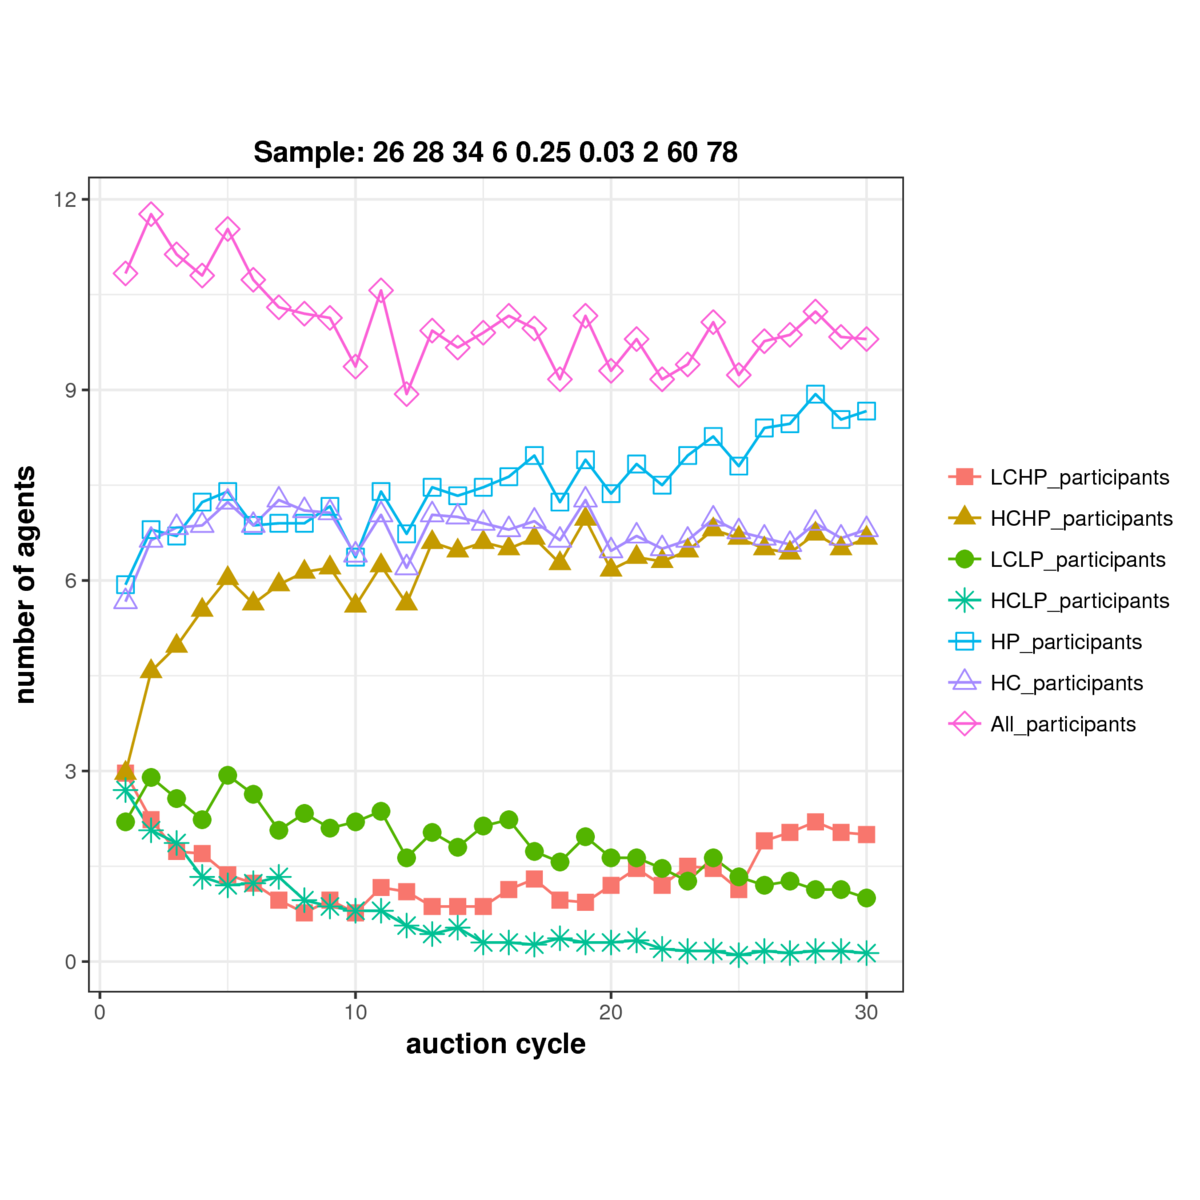 Sample: 26 28 34 6 0.25 0.03 2 60 78
number of agents
12
9
6
3
0
0
10
20
30
auction cycle
LCHP_participants
HCHP_participants
LCLP_participants
HCLP_participants
HP_participants
HC_participants
All_participants